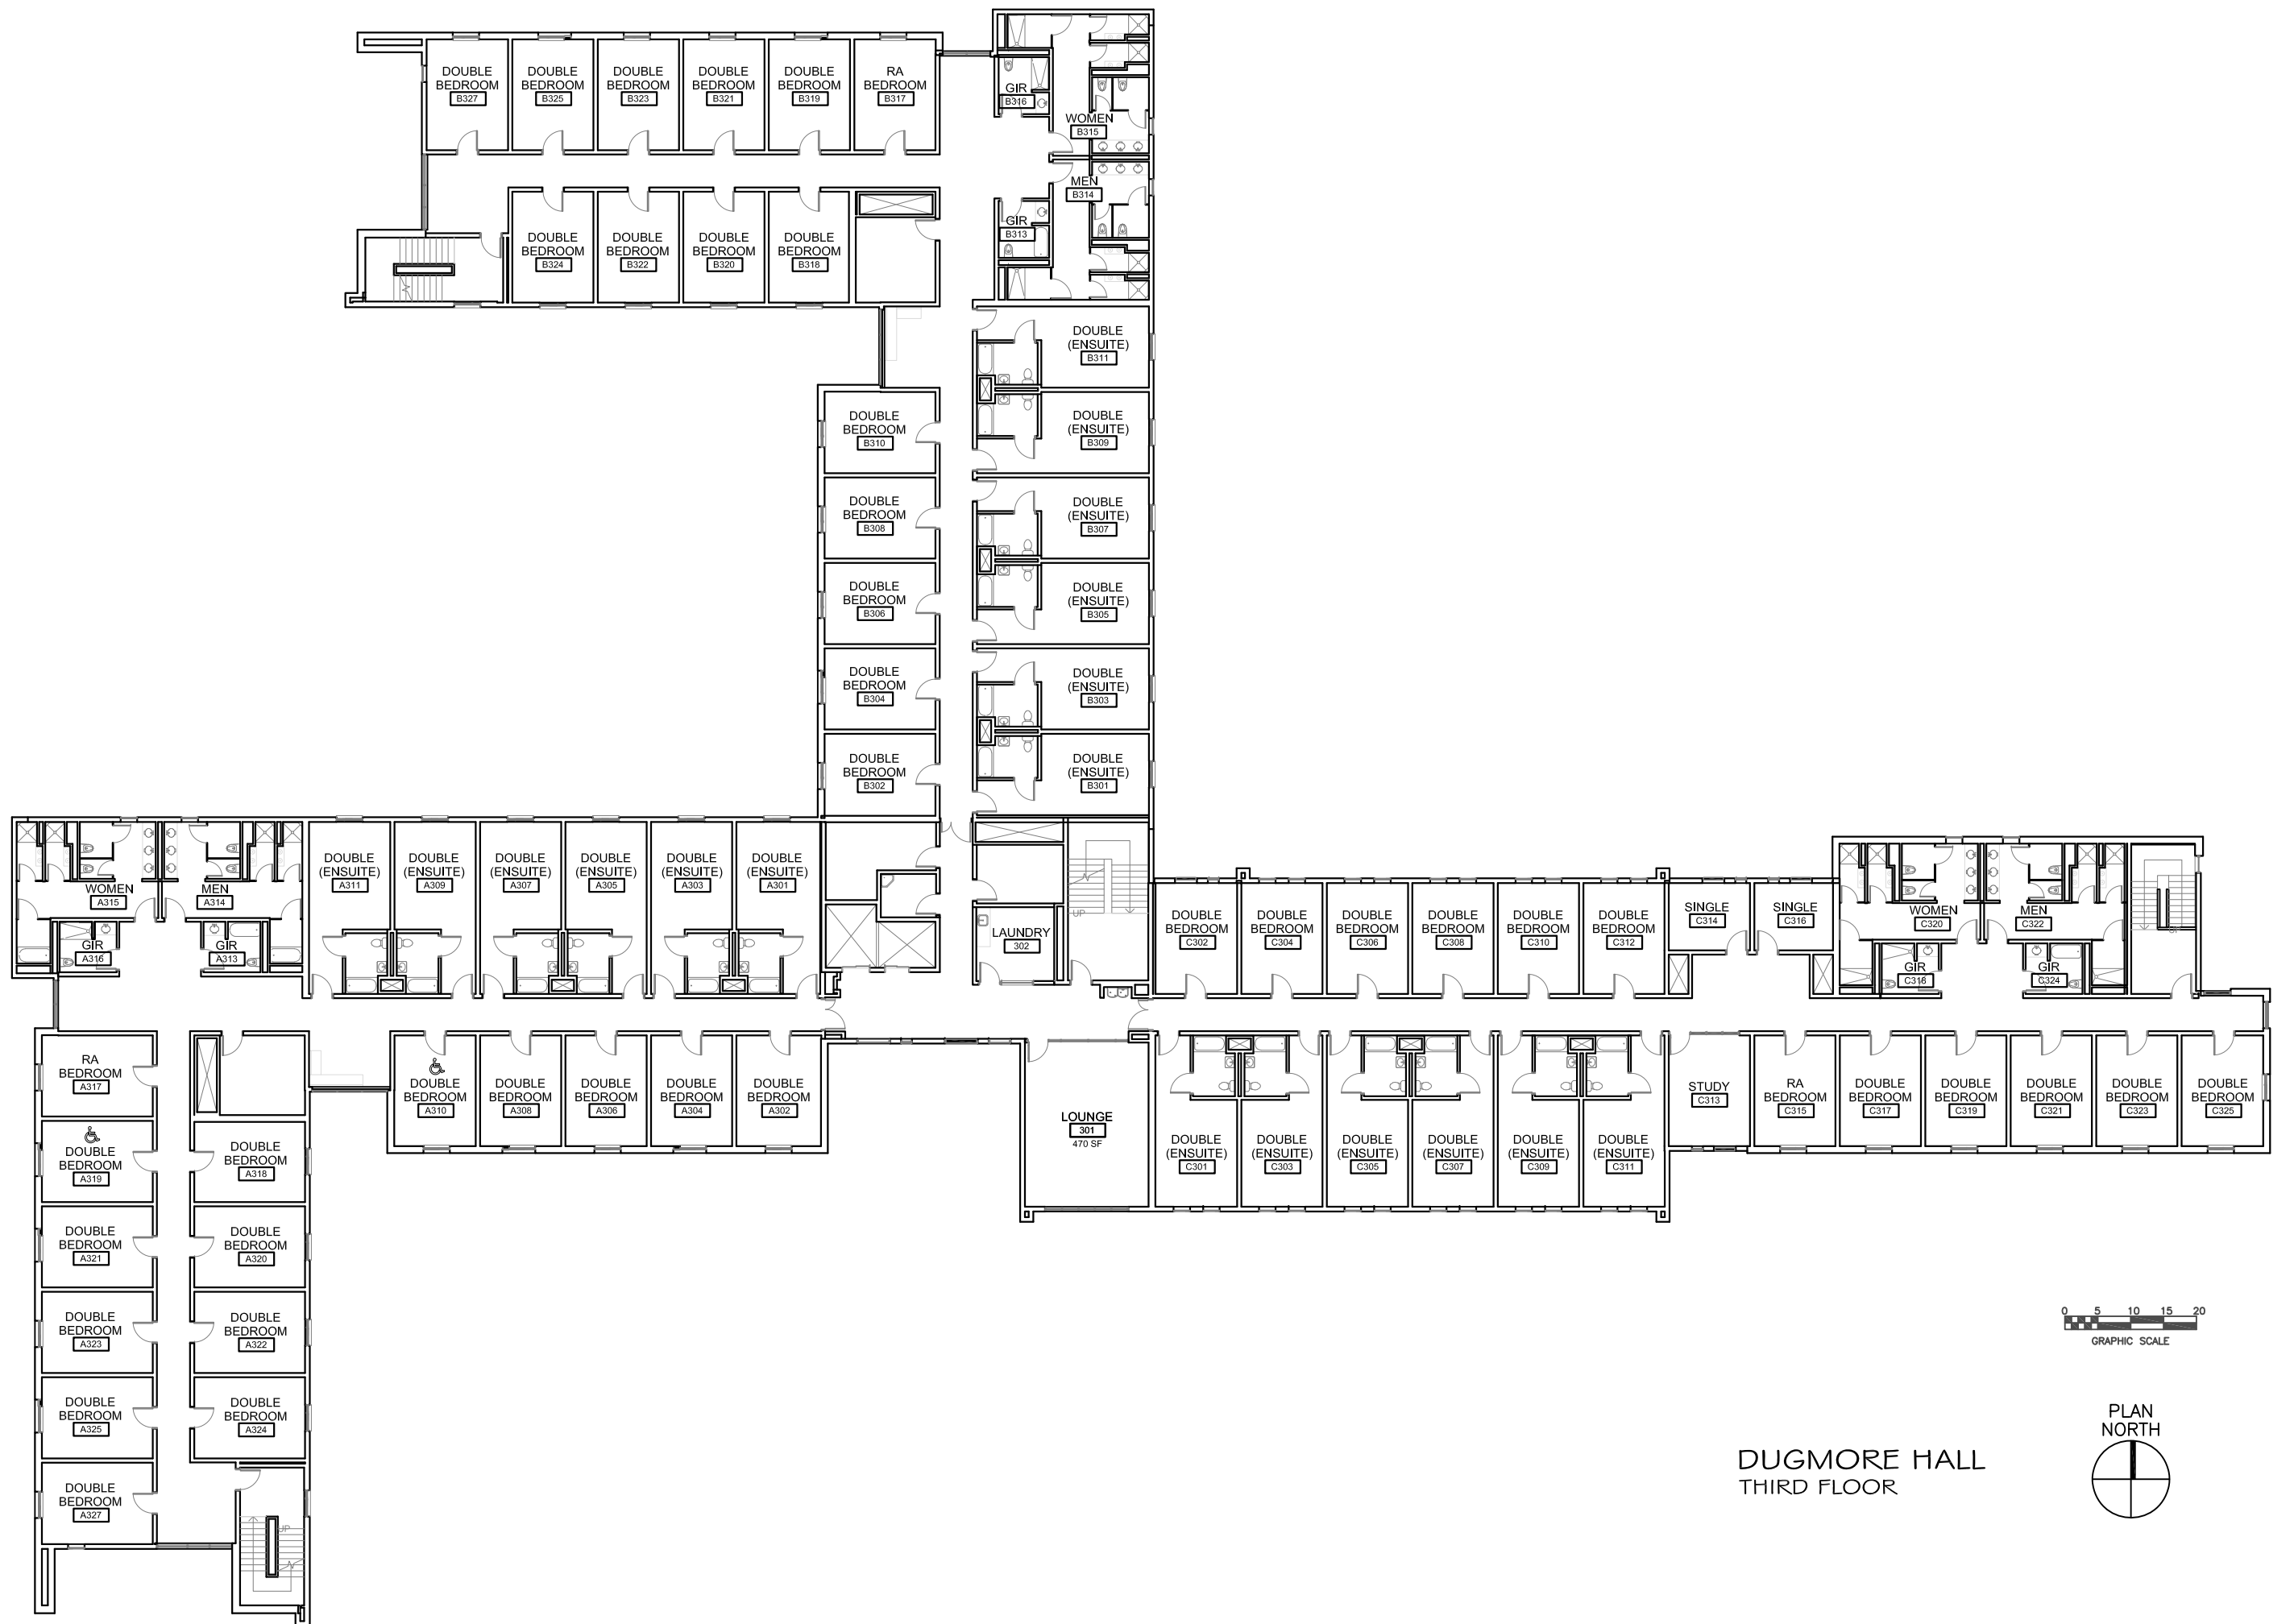 DOUBLE
BEDROOM
B327
DOUBLE
BEDROOM
B325
DOUBLE
BEDROOM
B323
DOUBLE
BEDROOM
B321
DOUBLE
BEDROOM
B319
RA
BEDROOM
B317
GIR
B316
WOMEN
B315
MEN
B314
GIR
B313
DOUBLE
BEDROOM
B324
DOUBLE
BEDROOM
B322
DOUBLE
BEDROOM
B320
DOUBLE
BEDROOM
B318
DOUBLE
(ENSUITE)
B311
DOUBLE
BEDROOM
B310
DOUBLE
(ENSUITE)
B309
DOUBLE
BEDROOM
B308
DOUBLE
(ENSUITE)
B307
DOUBLE
BEDROOM
B306
DOUBLE
(ENSUITE)
B305
DOUBLE
BEDROOM
B304
DOUBLE
(ENSUITE)
B303
DOUBLE
BEDROOM
B302
DOUBLE
(ENSUITE)
B301
WOMEN
A315
MEN
A314
GIR
A316
GIR
A313
DOUBLE
(ENSUITE)
A311
DOUBLE
(ENSUITE)
A309
DOUBLE
(ENSUITE)
A307
DOUBLE
(ENSUITE)
A305
DOUBLE
(ENSUITE)
A303
DOUBLE
(ENSUITE)
A301
LAUNDRY
302
UP
DOUBLE
BEDROOM
C302
DOUBLE
BEDROOM
C304
DOUBLE
BEDROOM
C306
DOUBLE
BEDROOM
C308
DOUBLE
BEDROOM
C310
DOUBLE
BEDROOM
C312
SINGLE
C314
SINGLE
C316
WOMEN
C320
MEN
C322
GIR
C318
GIR
C324
RA
BEDROOM
A317
DOUBLE
BEDROOM
A310
DOUBLE
BEDROOM
A308
DOUBLE
BEDROOM
A306
DOUBLE
BEDROOM
A304
DOUBLE
BEDROOM
A302
LOUNGE
301
470 SF
DOUBLE
(ENSUITE)
C301
DOUBLE
(ENSUITE)
C303
DOUBLE
(ENSUITE)
C305
DOUBLE
(ENSUITE)
C307
DOUBLE
(ENSUITE)
C309
DOUBLE
(ENSUITE)
C311
STUDY
C313
RA
BEDROOM
C315
DOUBLE
BEDROOM
C317
DOUBLE
BEDROOM
C319
DOUBLE
BEDROOM
C321
DOUBLE
BEDROOM
C323
DOUBLE
BEDROOM
C325
DOUBLE
BEDROOM
A319
DOUBLE
BEDROOM
A318
DOUBLE
BEDROOM
A321
DOUBLE
BEDROOM
A320
DOUBLE
BEDROOM
A323
DOUBLE
BEDROOM
A322
DOUBLE
BEDROOM
A325
DOUBLE
BEDROOM
A324
DOUBLE
BEDROOM
A327
UP
0 5 10 15 20
GRAPHIC SCALE
PLAN
NORTH
DUGMORE HALL
THIRD FLOOR